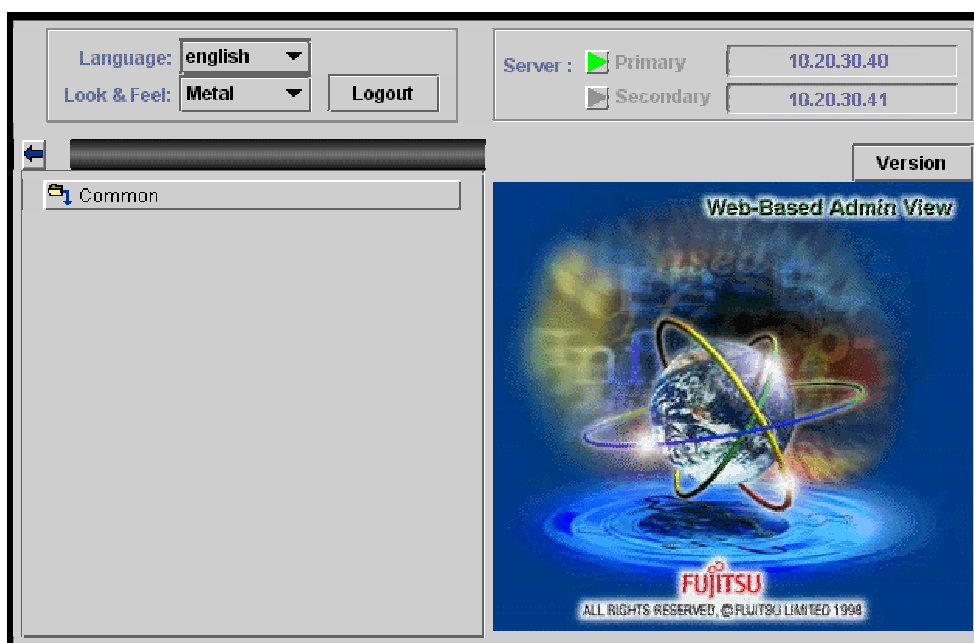 Language: english
Look & Feel: Metal
Logout
Server : Primary 10.20.30.40
Secondary 10.20.30.41
Version
Common
Web-Based Admin View
FUJITSU
ALL RIGHTS RESERVED, © FUJITSU LIMITED 1998